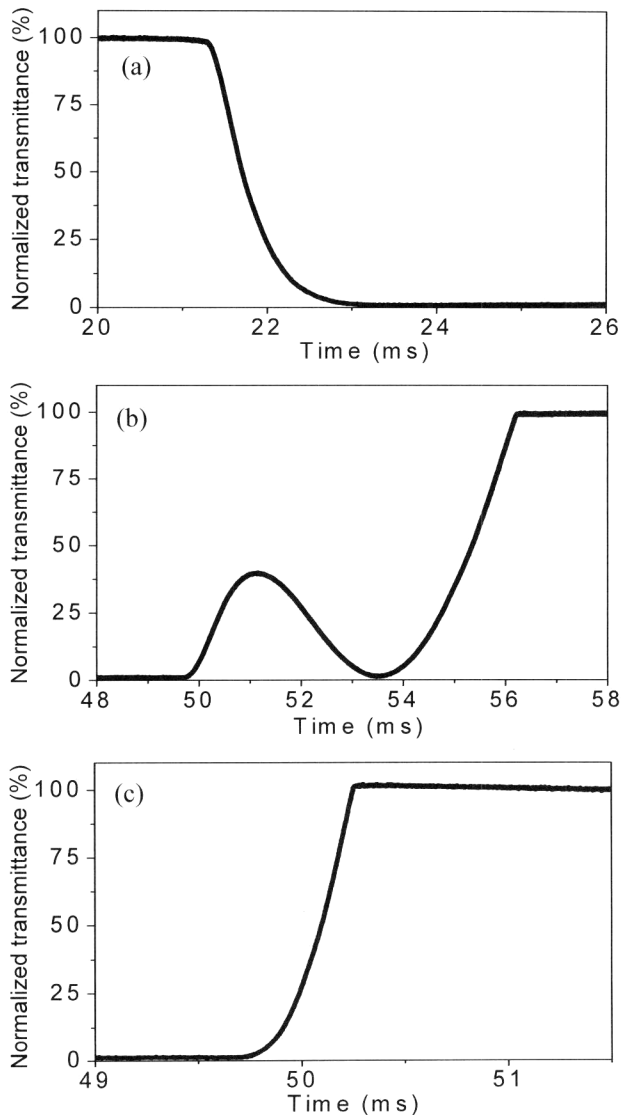 Normalized transmittance (%)
100
75
50
25
0
(a)
20 22 24 26
Time (ms)
Normalized transmittance (%)
100
75
50
25
0
(b)
48 50 52 54 56 58
Time (ms)
Normalized transmittance (%)
100
75
50
25
0
(c)
49 50 51
Time (ms)